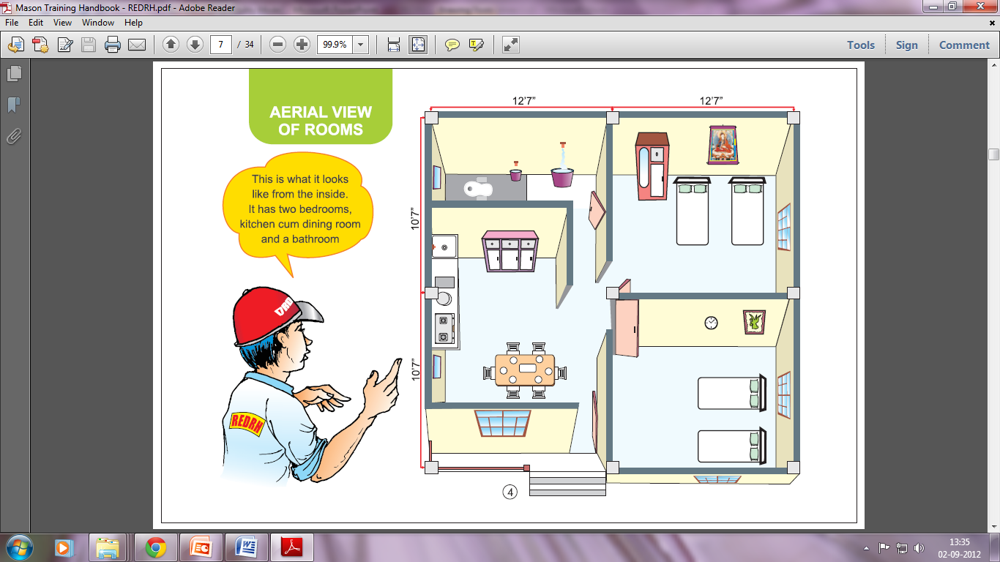 Mason Training Handbook - REDRH.pdf - Adobe Reader
File Edit View Window Help
7 / 34 99.9% Tools Sign Comment
AERIAL VIEW
OF ROOMS
This is what it looks
like from the inside.
It has two bedrooms,
kitchen cum dining room
and a bathroom
12'7" 12'7"
10'7"
10'7"
REDRH
4
13:35
02-09-2012